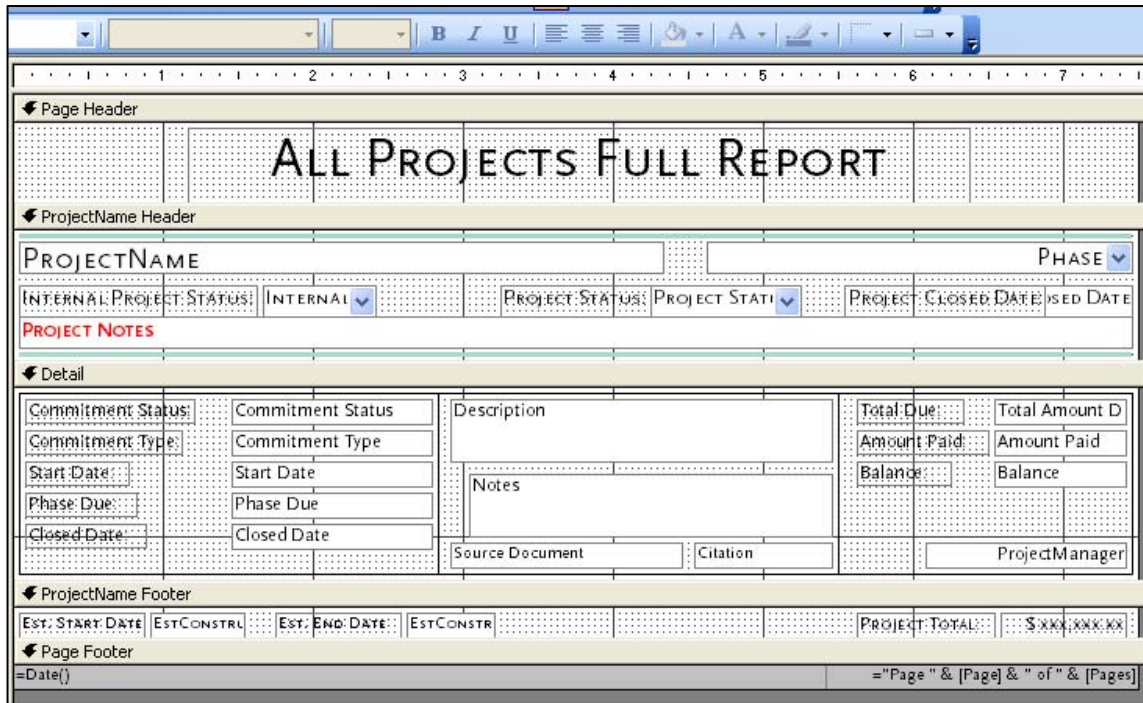 B I U A
1 2 3 4 5 6 7
Page Header
ALL PROJECTS FULL REPORT
ProjectName Header
PROJECTNAME PHASE
INTERNAL PROJECT STATUS: INTERNAL PROJECT STATUS: PROJECT STATI PROJECT CLOSED DATE: OSED DATE
PROJECT NOTES
Detail
Commitment Status: Commitment Status Description Total Due: Total Amount D
Commitment Type: Commitment Type Amount Paid: Amount Paid
Start Date: Start Date Notes Balance: Balance
Phase Due: Phase Due
Closed Date: Closed Date
Source Document Citation ProjectManager
ProjectName Footer
EST. START DATE ESTCONSTRU EST. END DATE: ESTCONSTR PROJECT TOTAL: $ XXX,XXX.XX
Page Footer
=Date() ="Page " & [Page] & " of " & [Pages]